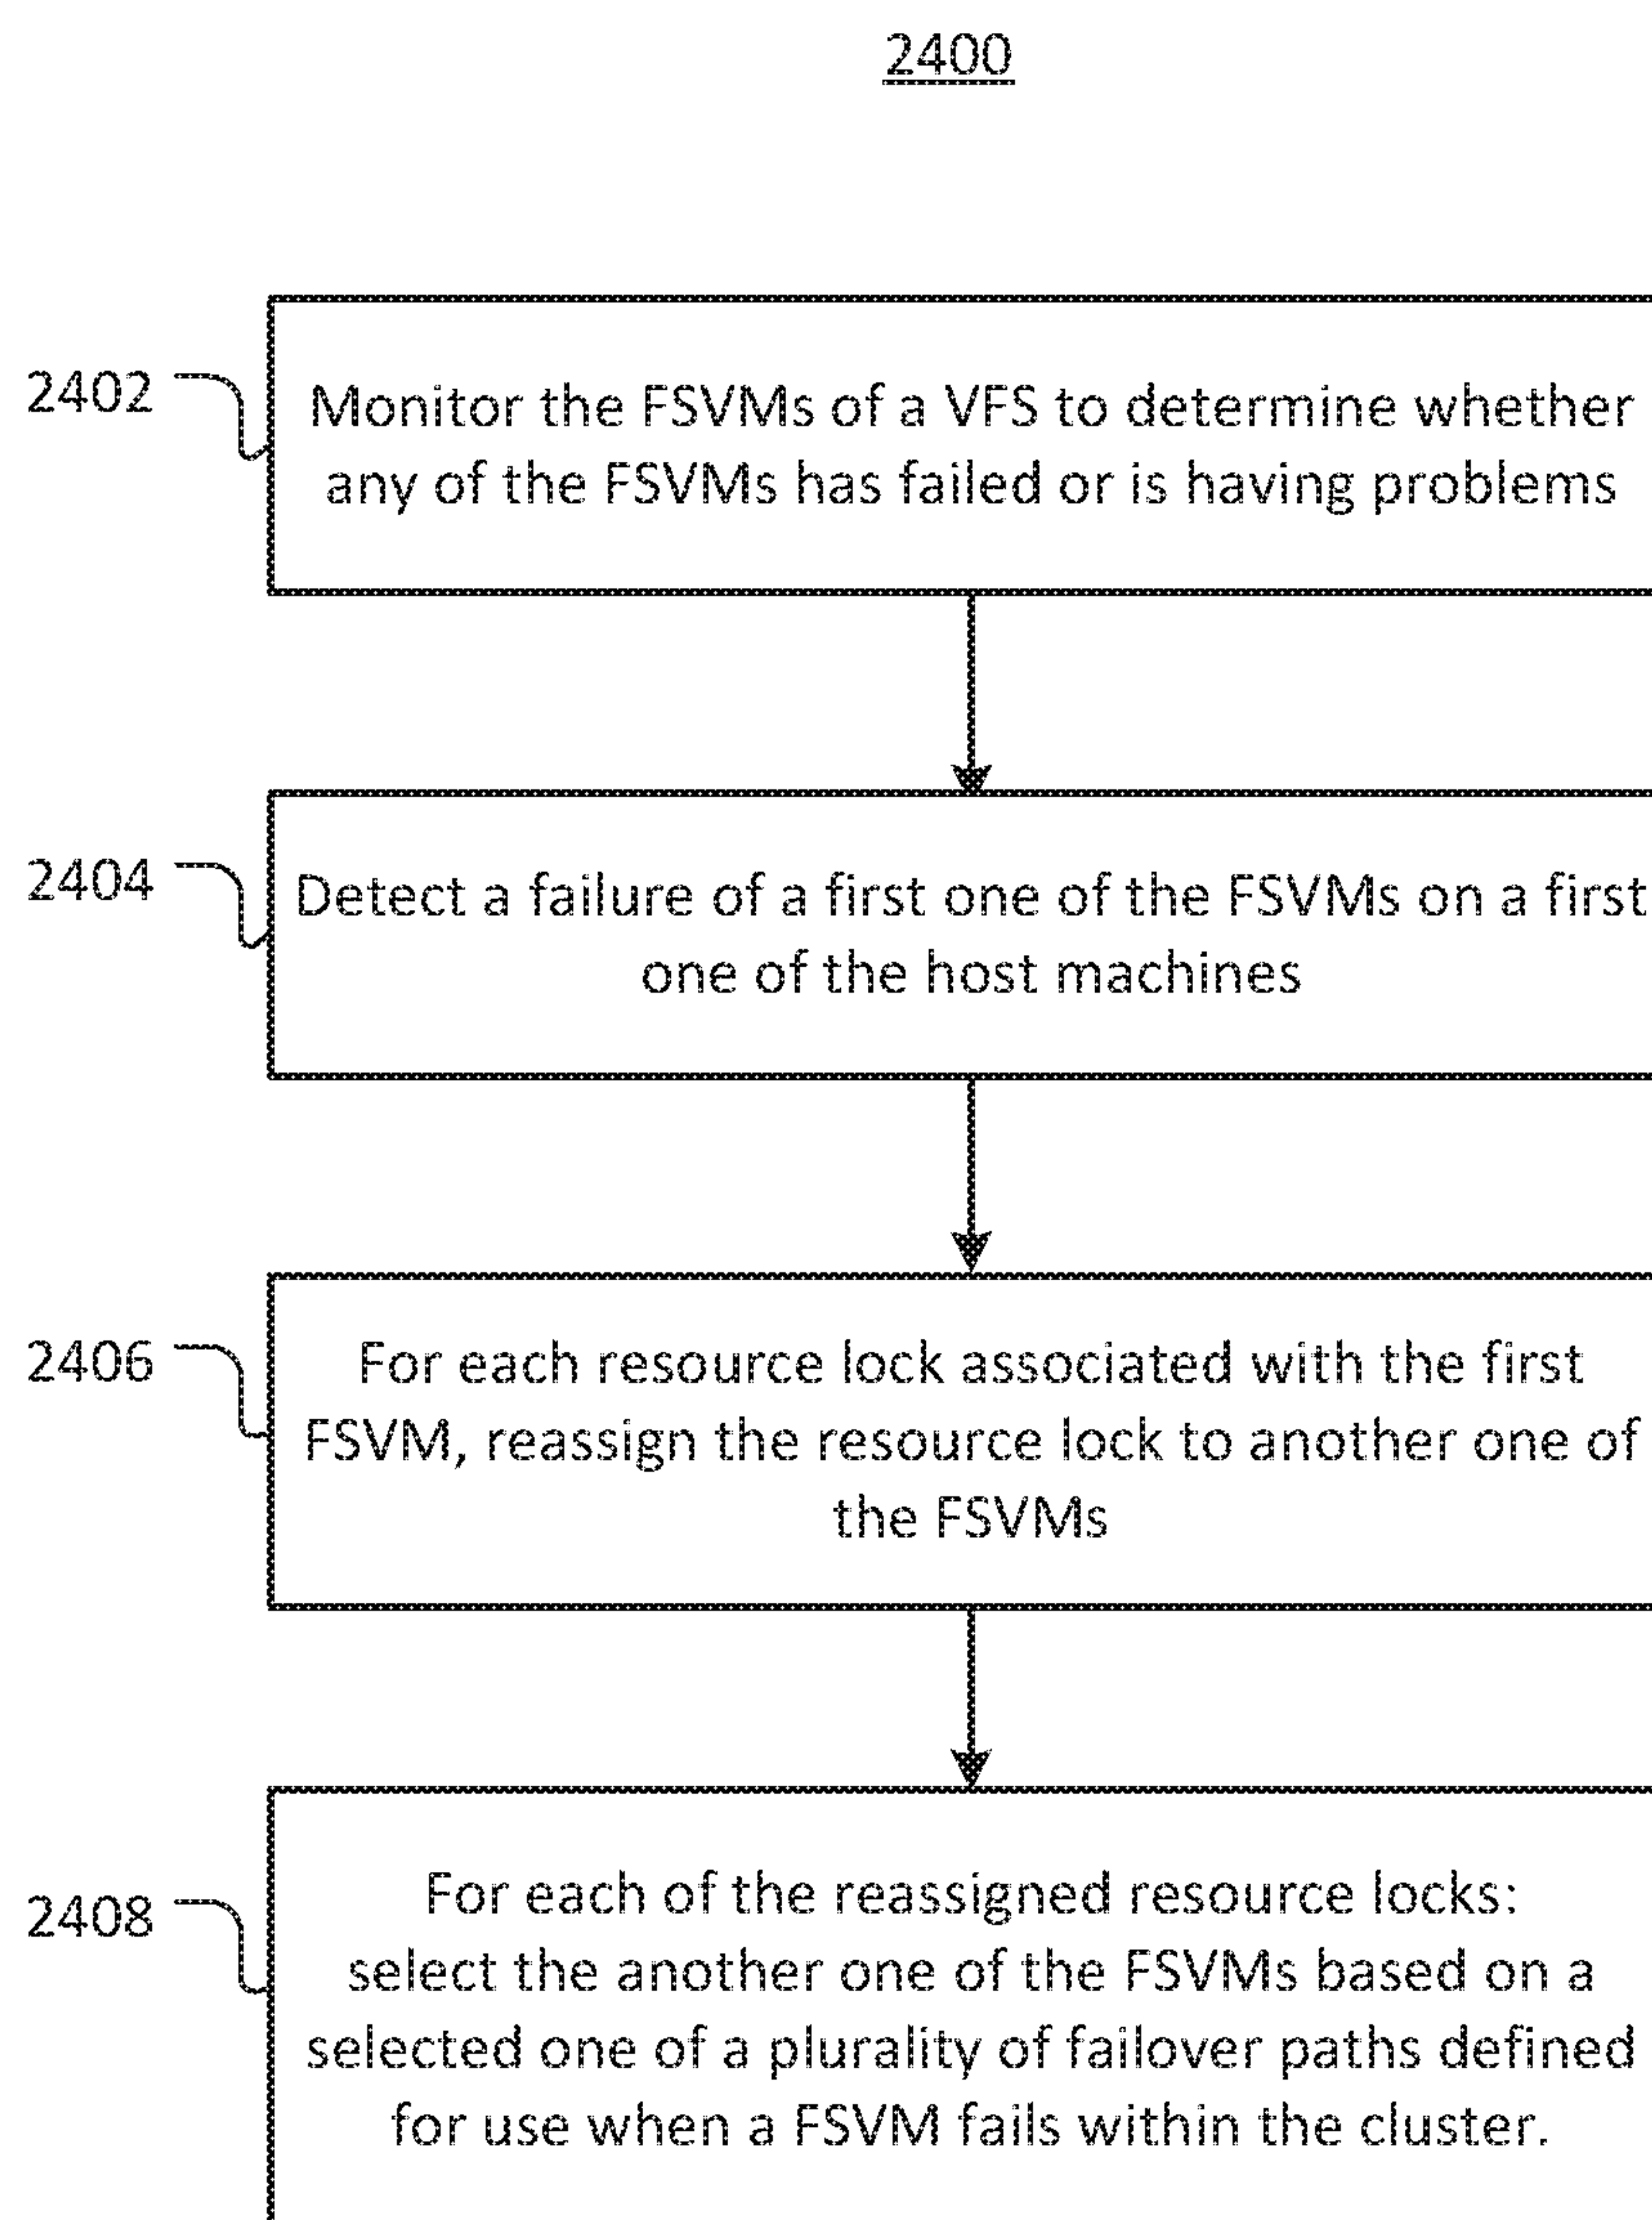 2400
2402
Monitor the FSVMs of a VFS to determine whether
any of the FSVMs has failed or is having problems
2404
Detect a failure of a first one of the FSVMs on a first
one of the host machines
2406
For each resource lock associated with the first
FSVM, reassign the resource lock to another one of
the FSVMs
2408
For each of the reassigned resource locks:
select the another one of the FSVMs based on a
selected one of a plurality of failover paths defined
for use when a FSVM fails within the cluster.